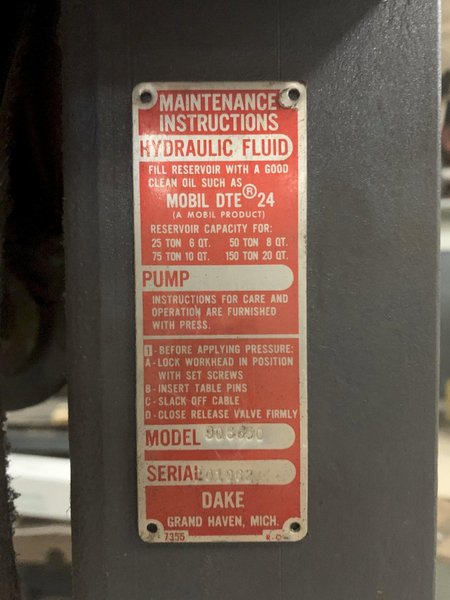 MAINTENANCE
INSTRUCTIONS
HYDRAULIC FLUID
FILL RESERVOIR WITH A GOOD
CLEAN OIL SUCH AS
MOBIL DTE® 24
(A MOBIL PRODUCT)
RESERVOIR CAPACITY FOR:
25 TON 6 QT. 50 TON 8 QT.
75 TON 10 QT. 150 TON 20 QT.
PUMP
INSTRUCTIONS FOR CARE AND
OPERATION ARE FURNISHED
WITH PRESS.
1 - BEFORE APPLYING PRESSURE:
A - LOCK WORKHEAD IN POSITION
WITH SET SCREWS
B - INSERT TABLE PINS
C - SLACK OFF CABLE
D - CLOSE RELEASE VALVE FIRMLY
MODEL
SERIAL
DAKE
GRAND HAVEN, MICH.
7355